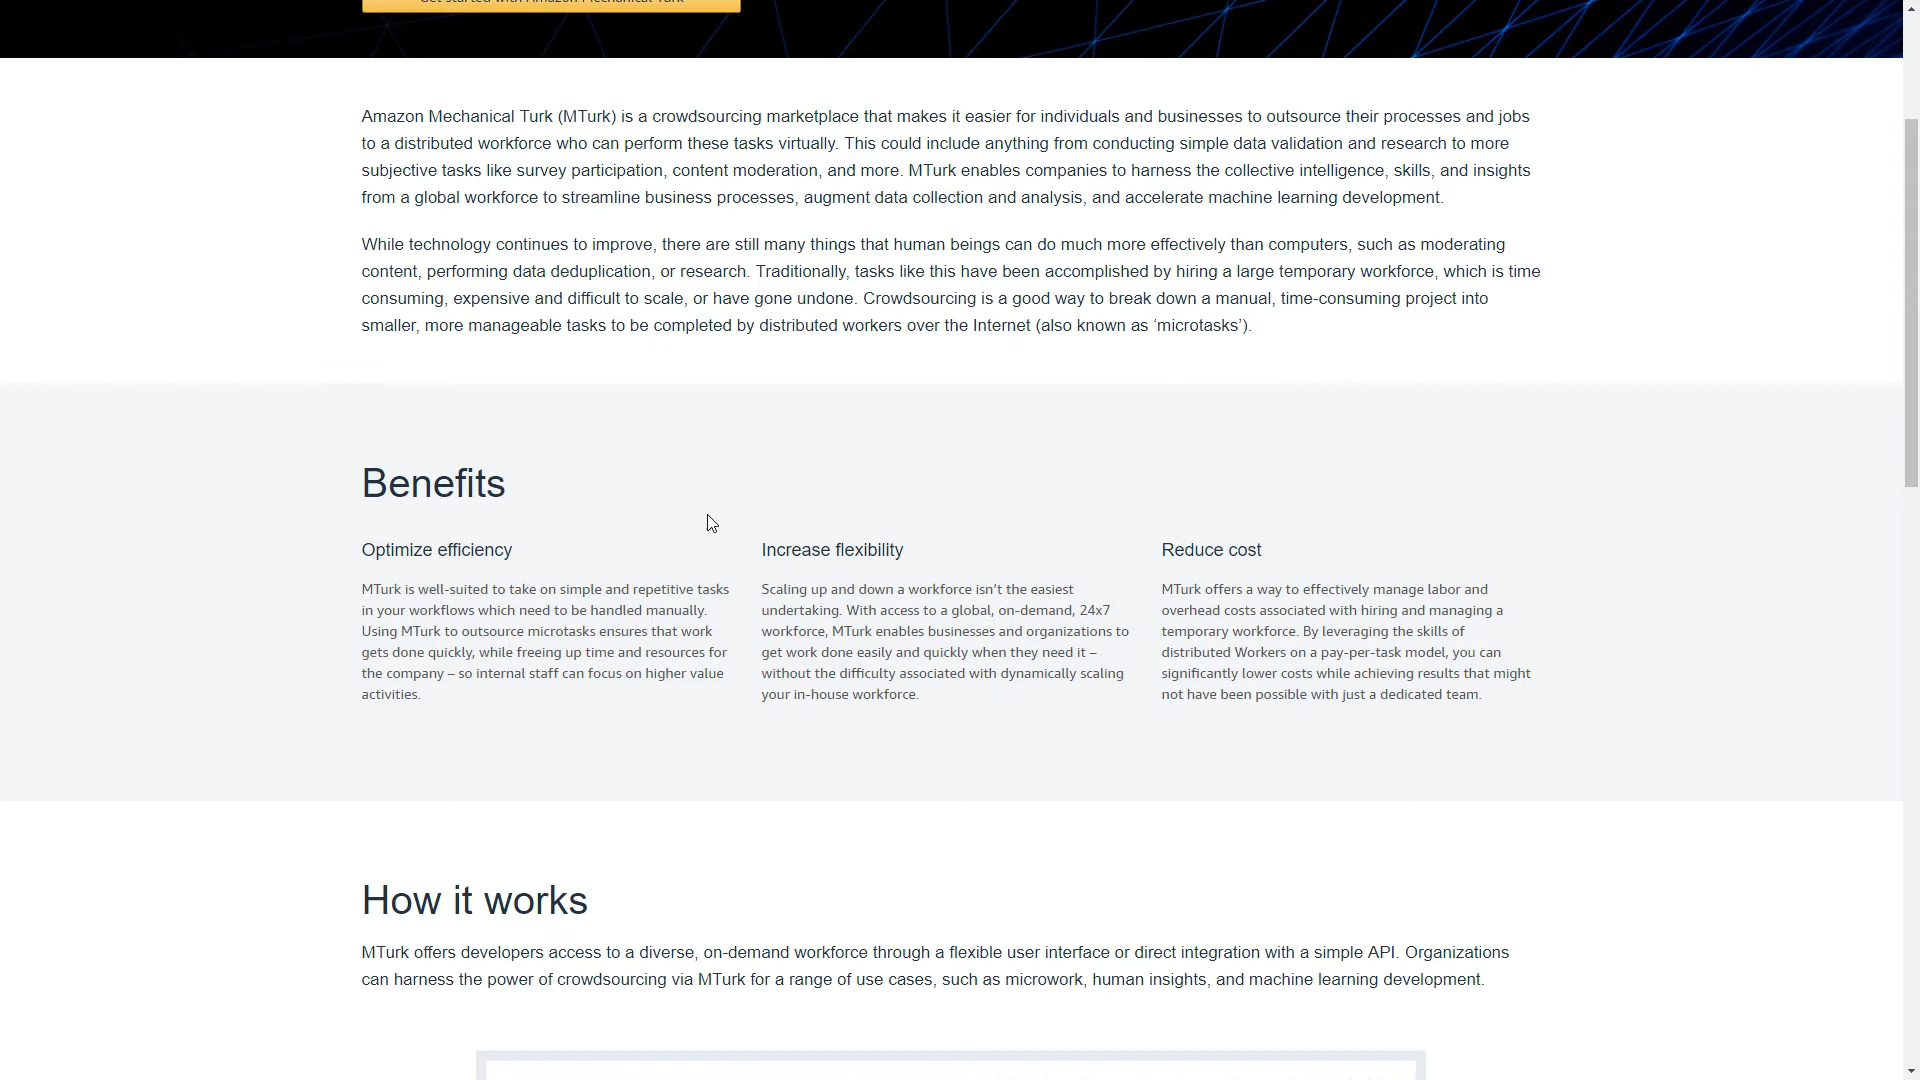 Get started with Amazon Mechanical Turk
Amazon Mechanical Turk (MTurk) is a crowdsourcing marketplace that makes it easier for individuals and businesses to outsource their processes and jobs
to a distributed workforce who can perform these tasks virtually. This could include anything from conducting simple data validation and research to more
subjective tasks like survey participation, content moderation, and more. MTurk enables companies to harness the collective intelligence, skills, and insights
from a global workforce to streamline business processes, augment data collection and analysis, and accelerate machine learning development.
While technology continues to improve, there are still many things that human beings can do much more effectively than computers, such as moderating
content, performing data deduplication, or research. Traditionally, tasks like this have been accomplished by hiring a large temporary workforce, which is time
consuming, expensive and difficult to scale, or have gone undone. Crowdsourcing is a good way to break down a manual, time-consuming project into
smaller, more manageable tasks to be completed by distributed workers over the Internet (also known as ‘microtasks’).
Benefits
Optimize efficiency
MTurk is well-suited to take on simple and repetitive tasks
in your workflows which need to be handled manually.
Using MTurk to outsource microtasks ensures that work
gets done quickly, while freeing up time and resources for
the company – so internal staff can focus on higher value
activities.
Increase flexibility
Scaling up and down a workforce isn’t the easiest
undertaking. With access to a global, on-demand, 24x7
workforce, MTurk enables businesses and organizations to
get work done easily and quickly when they need it –
without the difficulty associated with dynamically scaling
your in-house workforce.
Reduce cost
MTurk offers a way to effectively manage labor and
overhead costs associated with hiring and managing a
temporary workforce. By leveraging the skills of
distributed Workers on a pay-per-task model, you can
significantly lower costs while achieving results that might
not have been possible with just a dedicated team.
How it works
MTurk offers developers access to a diverse, on-demand workforce through a flexible user interface or direct integration with a simple API. Organizations
can harness the power of crowdsourcing via MTurk for a range of use cases, such as microwork, human insights, and machine learning development.